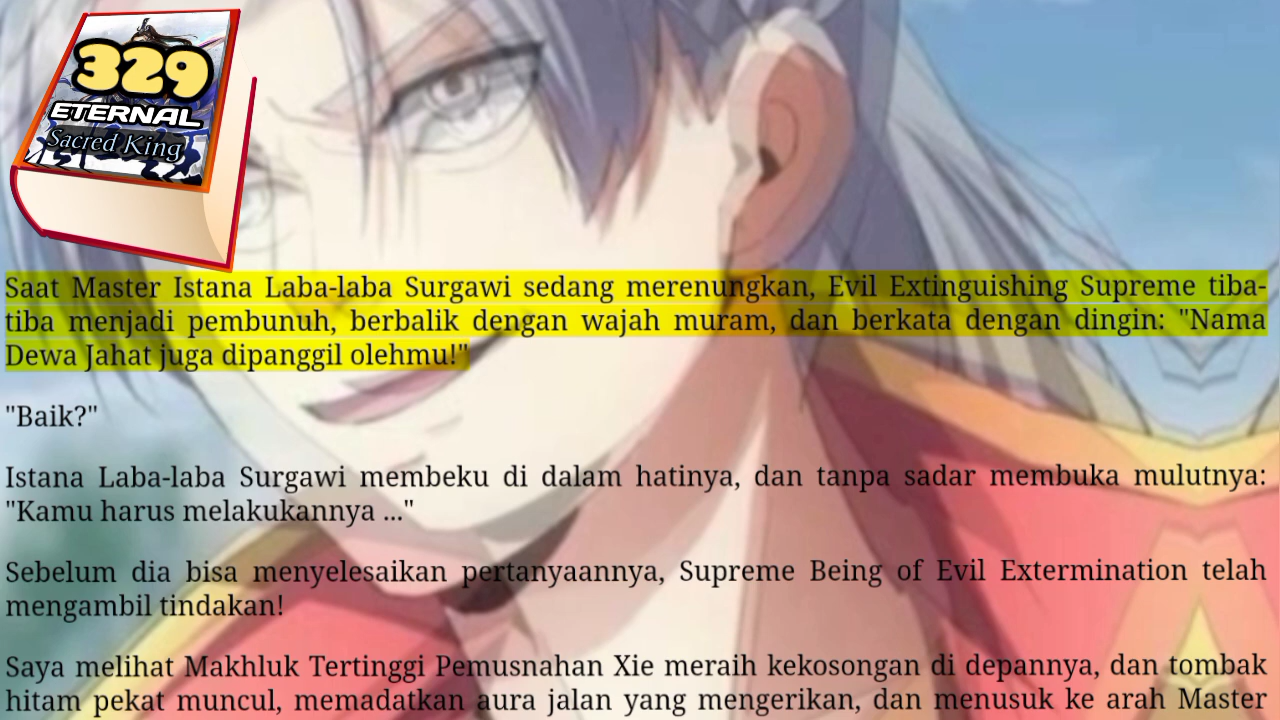 329
ETERNAL
Sacred King
Saat Master Istana Laba-laba Surgawi sedang merenungkan, Evil Extinguishing Supreme tiba-
tiba menjadi pembunuh, berbalik dengan wajah muram, dan berkata dengan dingin: "Nama
Dewa Jahat juga dipanggil olehmu!"
"Baik?"
Istana Laba-laba Surgawi membeku di dalam hatinya, dan tanpa sadar membuka mulutnya:
"Kamu harus melakukannya ..."
Sebelum dia bisa menyelesaikan pertanyaannya, Supreme Being of Evil Extermination telah
mengambil tindakan!
Saya melihat Makhluk Tertinggi Pemusnahan Xie meraih kekosongan di depannya, dan tombak
hitam pekat muncul, memadatkan aura jalan yang mengerikan, dan menusuk ke arah Master